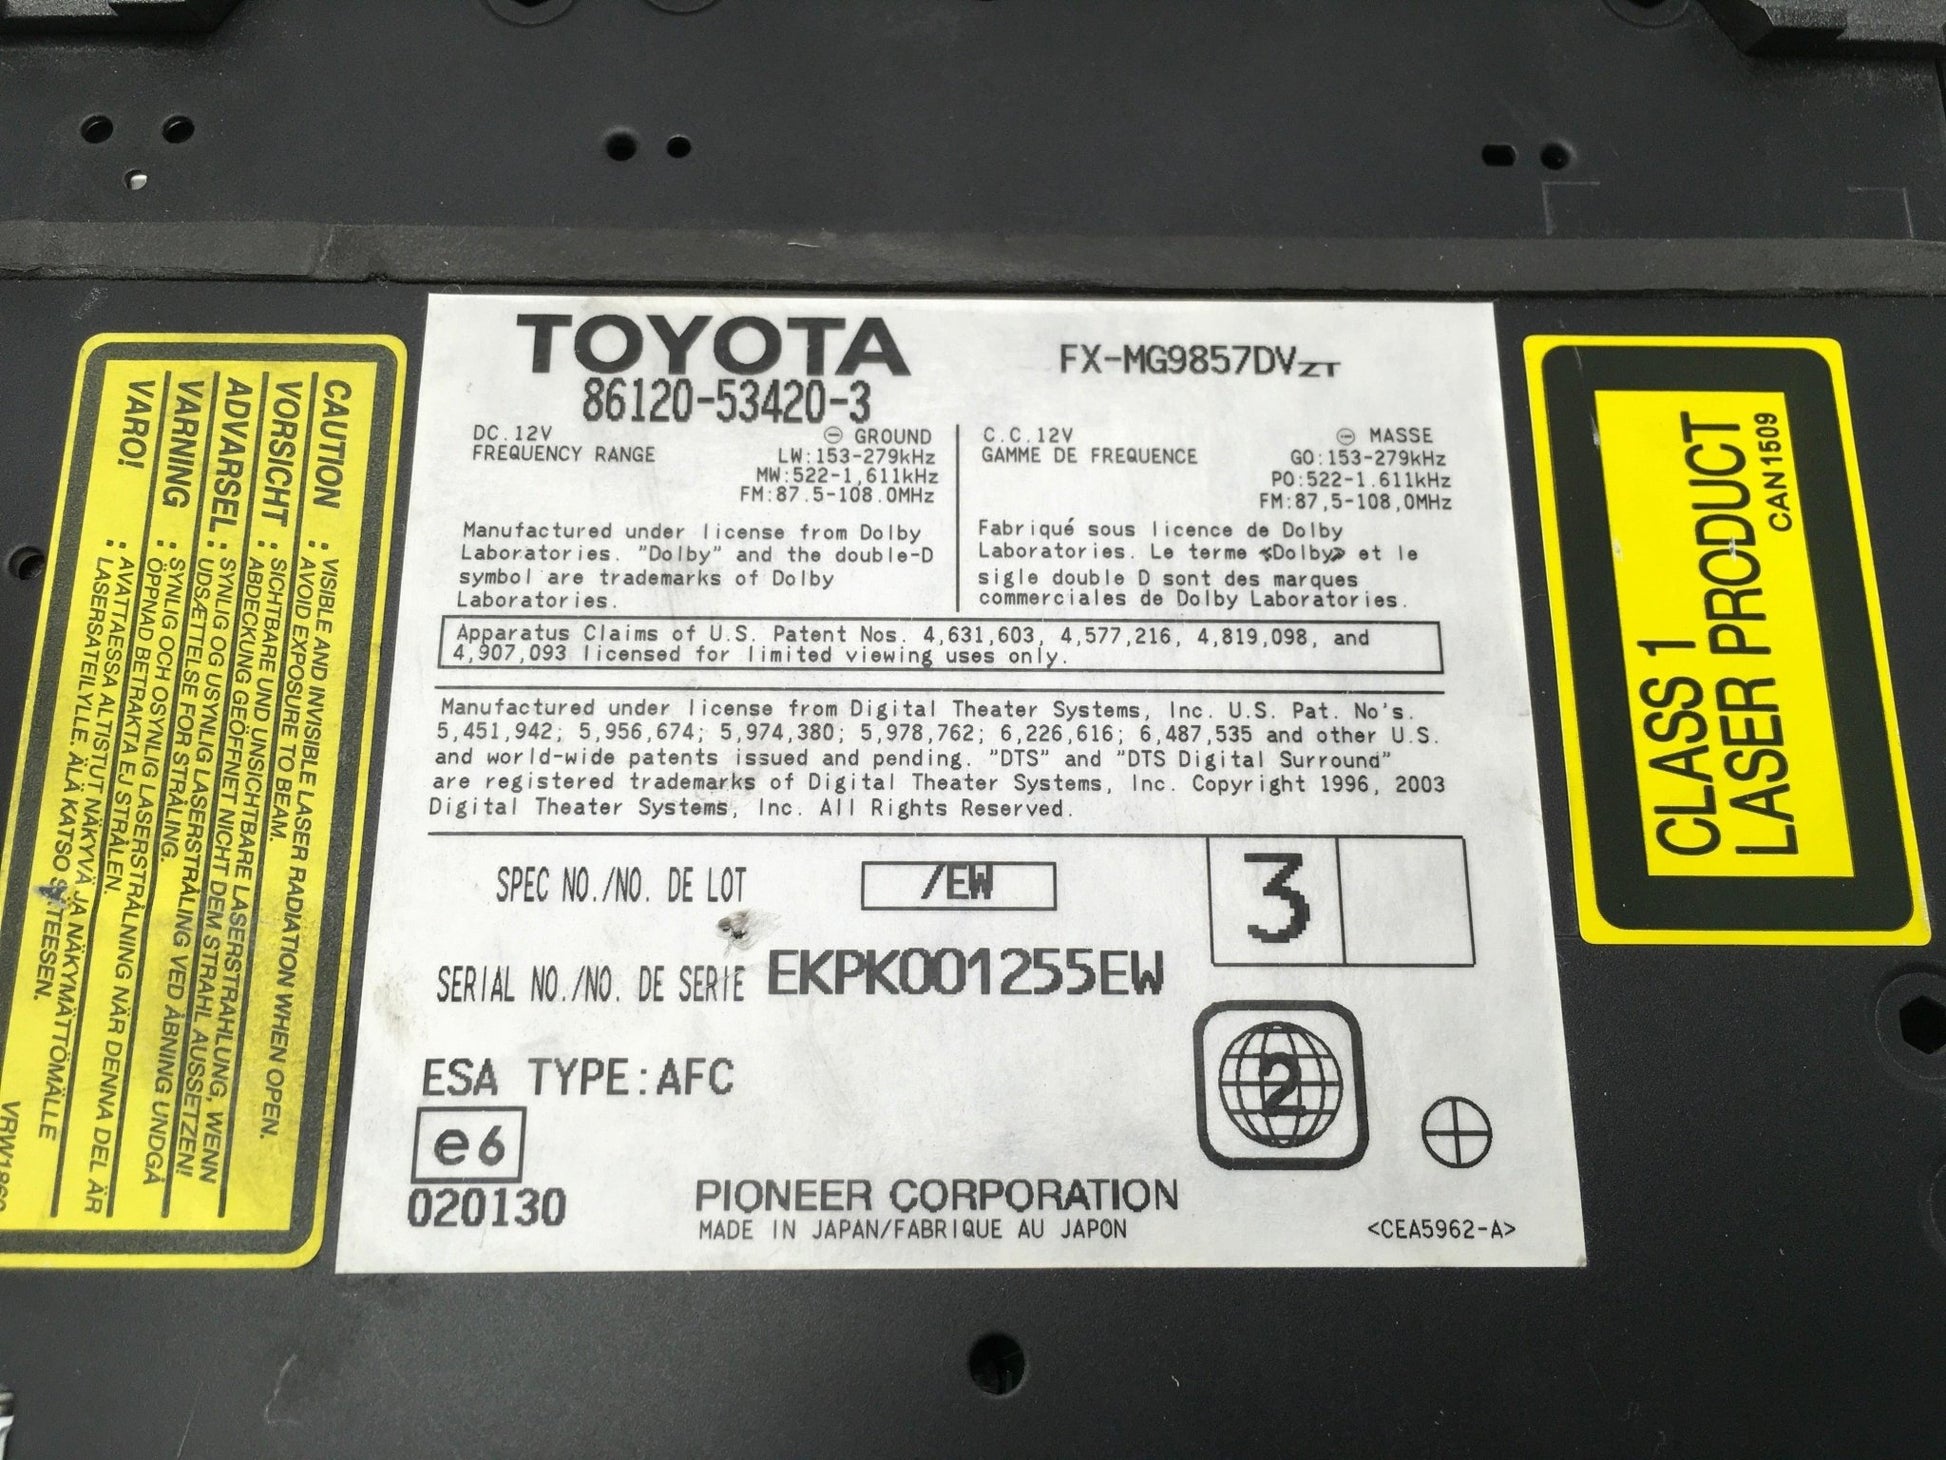 TOYOTA
86120-53420-3
FX-MG9857DVZT
DC.12V ⊖ GROUND
FREQUENCY RANGE LW:153-279kHz
MW:522-1,611kHz
FM:87.5-108.0MHz
C.C.12V ⊖ MASSE
GAMME DE FREQUENCE GO:153-279kHz
PO:522-1.611kHz
FM:87,5-108,0MHz
Manufactured under license from Dolby
Laboratories. "Dolby" and the double-D
symbol are trademarks of Dolby
Laboratories.
Fabriqué sous licence de Dolby
Laboratories. Le terme «Dolby» et le
sigle double D sont des marques
commerciales de Dolby Laboratories.
Apparatus Claims of U.S. Patent Nos. 4,631,603, 4,577,216, 4,819,098, and
4,907,093 licensed for limited viewing uses only.
Manufactured under license from Digital Theater Systems, Inc. U.S. Pat. No's.
5,451,942; 5,956,674; 5,974,380; 5,978,762; 6,226,616; 6,487,535 and other U.S.
and world-wide patents issued and pending. "DTS" and "DTS Digital Surround"
are registered trademarks of Digital Theater Systems, Inc. Copyright 1996, 2003
Digital Theater Systems, Inc. All Rights Reserved.
SPEC NO./NO. DE LOT /EW
3
SERIAL NO./NO. DE SERIE EKPK001255EW
ESA TYPE:AFC
e6
020130
2
PIONEER CORPORATION
MADE IN JAPAN/FABRIQUE AU JAPON
<CEA5962-A>
CAUTION : VISIBLE AND INVISIBLE LASER RADIATION WHEN OPEN.
AVOID EXPOSURE TO BEAM.
VORSICHT : SICHTBARE UND UNSICHTBARE LASERSTRAHLUNG, WENN
ABDECKUNG GEÖFFNET NICHT DEM STRAHL AUSSETZEN!
ADVARSEL : SYNLIG OG USYNLIG LASERSTRÅLING VED ÅBNING UNDGÅ
UDSÆTTELSE FOR STRÅLING.
VARNING : SYNLIG OCH OSYNLIG LASERSTRÅLNING NÄR DENNA DEL ÄR
ÖPPNAD BETRAKTA EJ STRÅLEN.
VARO! : AVATTAESSA ALTISTUT NÄKYVÄ JA NÄKYMÄTTÖMÄLLE
LASERSATEILYLLE. ÄLÄ KATSO S TEESEEN.
CLASS 1
LASER PRODUCT
CAN1509